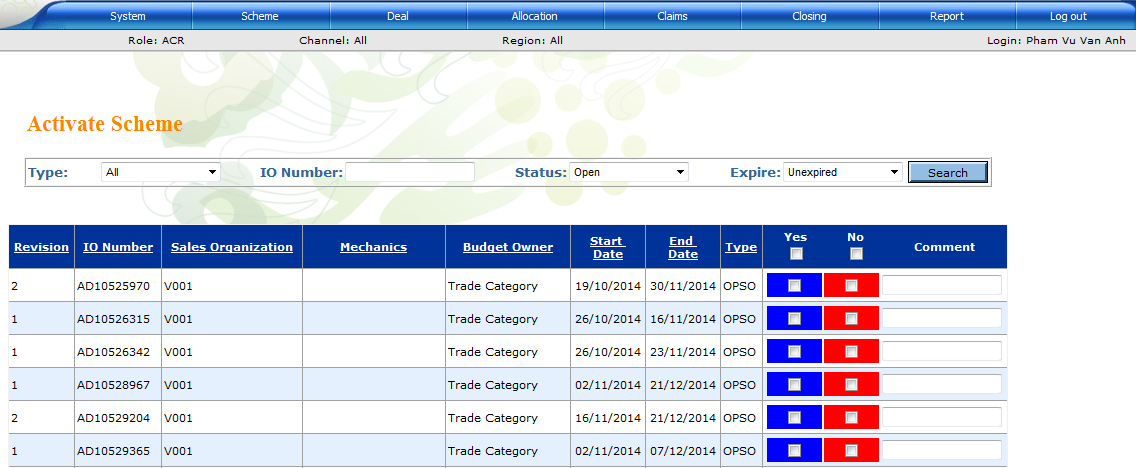 System Scheme Deal Allocation Claims Closing Report Log out
Role: ACR Channel: All Region: All Login: Pham Vu Van Anh
Activate Scheme
Type: All IO Number: Status: Open Expire: Unexpired Search
Revision IO Number Sales Organization Mechanics Budget Owner Start Date End Date Type Yes No Comment
2 AD10525970 V001 Trade Category 19/10/2014 30/11/2014 OPSO
1 AD10526315 V001 Trade Category 26/10/2014 16/11/2014 OPSO
1 AD10526342 V001 Trade Category 26/10/2014 23/11/2014 OPSO
1 AD10528967 V001 Trade Category 02/11/2014 21/12/2014 OPSO
2 AD10529204 V001 Trade Category 16/11/2014 21/12/2014 OPSO
1 AD10529365 V001 Trade Category 02/11/2014 07/12/2014 OPSO